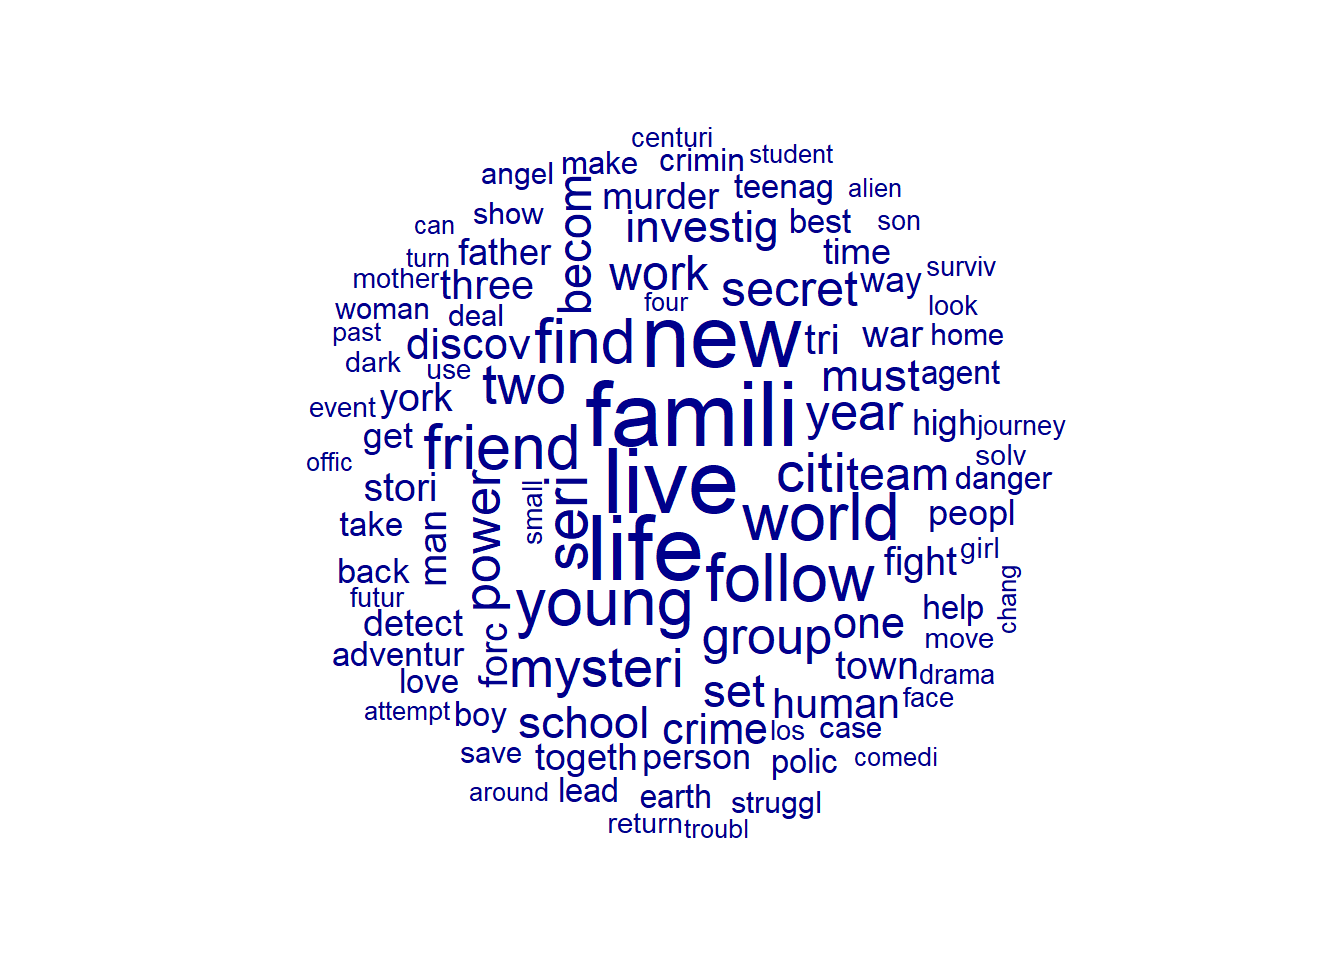 centuri
angel make crimin student
murder teenag alien
can show becom investig best son
turn father time
mother three work secret way surviv
woman deal four look
past discov find new tri war home
dark use must agent
event york two famili year high journey
get friend solv
offic live citi team danger
stori power seri small world peopl
take man life fight girl
back follow chang
futur young help
detect forc group one move
adventur mysteri town drama
love set human face
attempt boy school crime los case
save togeth person polic comedi
around lead earth struggl
return troubl